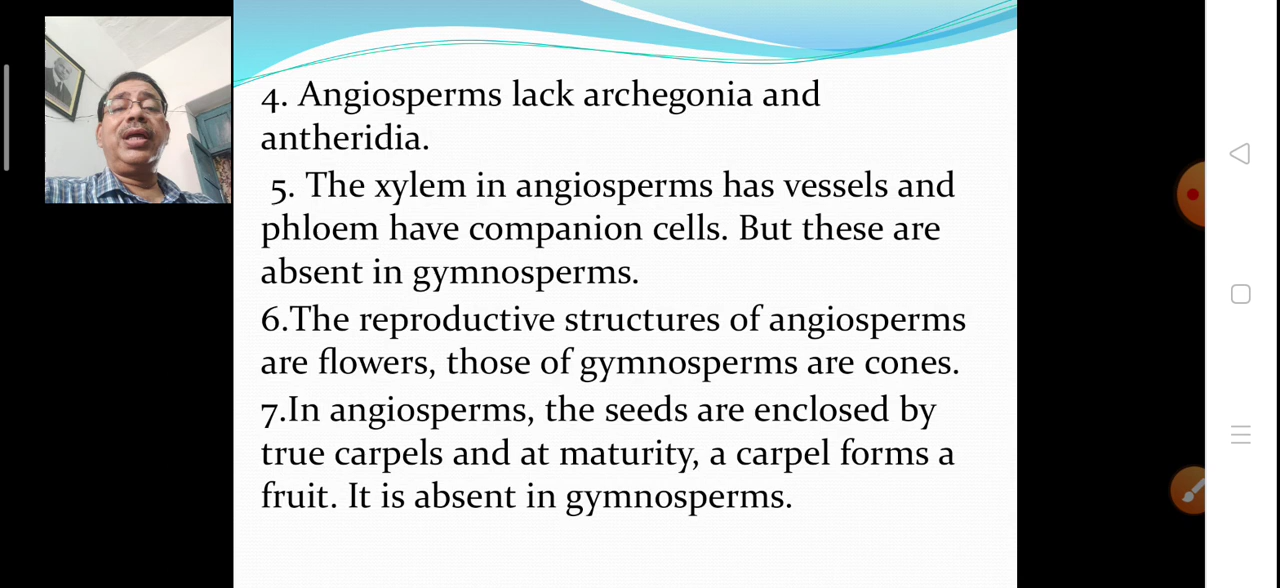 4. Angiosperms lack archegonia and
antheridia.
5. The xylem in angiosperms has vessels and
phloem have companion cells. But these are
absent in gymnosperms.
6.The reproductive structures of angiosperms
are flowers, those of gymnosperms are cones.
7.In angiosperms, the seeds are enclosed by
true carpels and at maturity, a carpel forms a
fruit. It is absent in gymnosperms.